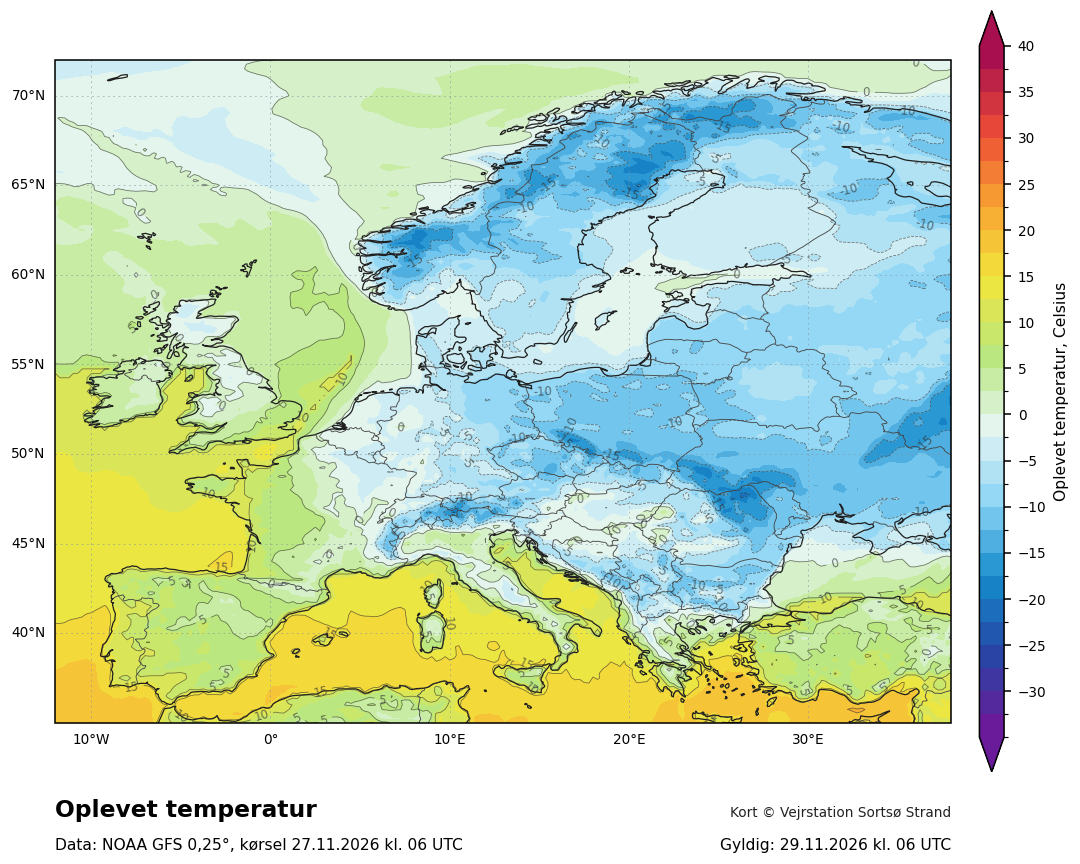 70°N
65°N
60°N
55°N
50°N
45°N
40°N
10°W
0°
10°E
20°E
30°E
40
35
30
25
20
15
10
5
0
−5
−10
−15
−20
−25
−30
Oplevet temperatur, Celsius
Oplevet temperatur
Kort © Vejrstation Sortsø Strand
Data: NOAA GFS 0,25°, kørsel 27.11.2026 kl. 06 UTC
Gyldig: 29.11.2026 kl. 06 UTC